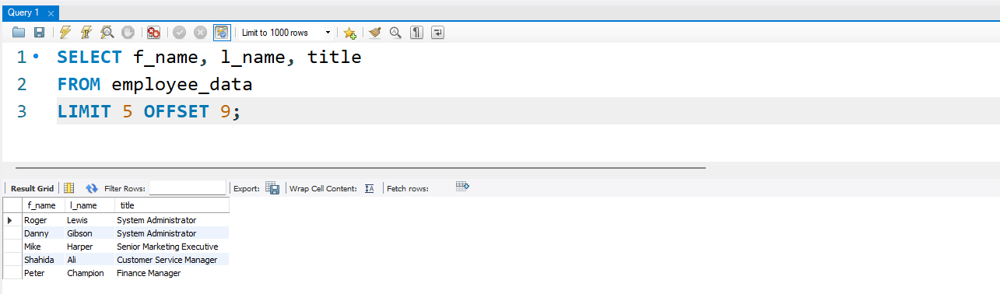 Query 1
Limit to 1000 rows
1 SELECT f_name, l_name, title
2 FROM employee_data
3 LIMIT 5 OFFSET 9;
Result Grid Filter Rows: Export: Wrap Cell Content: Fetch rows:
f_name l_name title
Roger Lewis System Administrator
Danny Gibson System Administrator
Mike Harper Senior Marketing Executive
Shahida Ali Customer Service Manager
Peter Champion Finance Manager